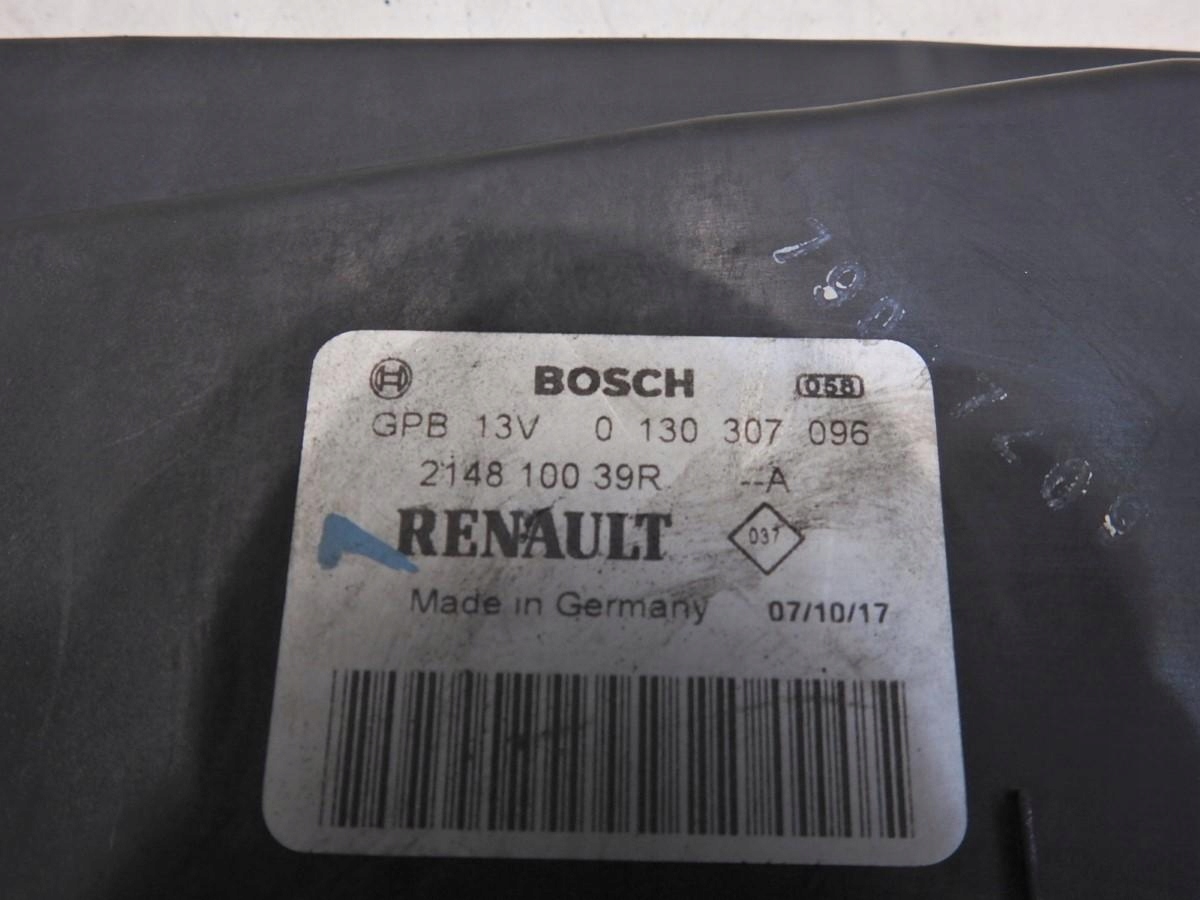 BOSCH 058
GPB 13V 0 130 307 096
2148 100 39R --A
RENAULT 037
Made in Germany 07/10/17